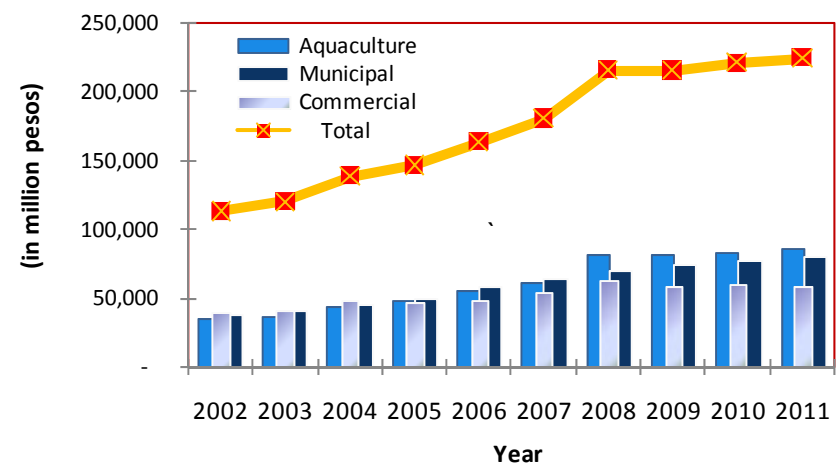 250,000
200,000
150,000
100,000
50,000
-
(in million pesos)
Aquaculture
Municipal
Commercial
Total
`
2002 2003 2004 2005 2006 2007 2008 2009 2010 2011
Year